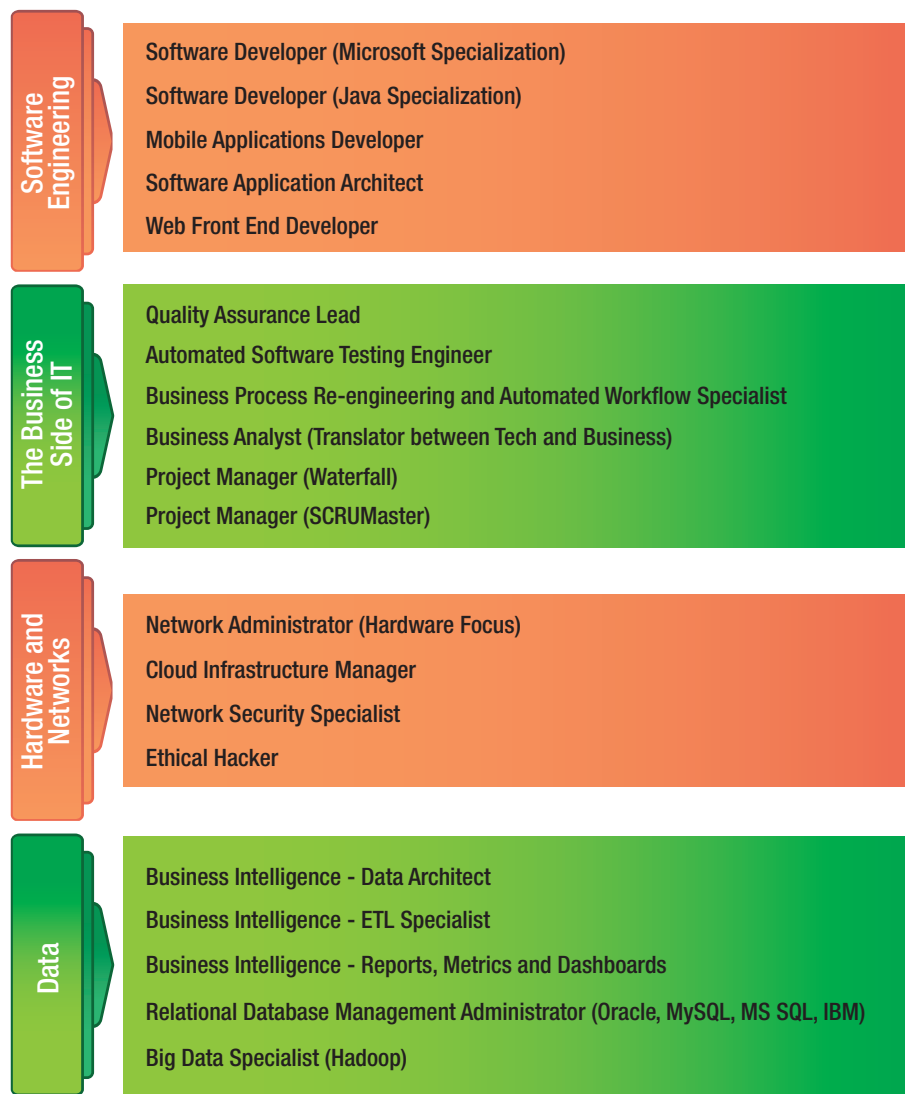 Software
Engineering
Software Developer (Microsoft Specialization)
Software Developer (Java Specialization)
Mobile Applications Developer
Software Application Architect
Web Front End Developer
The Business
Side of IT
Quality Assurance Lead
Automated Software Testing Engineer
Business Process Re-engineering and Automated Workflow Specialist
Business Analyst (Translator between Tech and Business)
Project Manager (Waterfall)
Project Manager (SCRUMaster)
Hardware and
Networks
Network Administrator (Hardware Focus)
Cloud Infrastructure Manager
Network Security Specialist
Ethical Hacker
Data
Business Intelligence - Data Architect
Business Intelligence - ETL Specialist
Business Intelligence - Reports, Metrics and Dashboards
Relational Database Management Administrator (Oracle, MySQL, MS SQL, IBM)
Big Data Specialist (Hadoop)